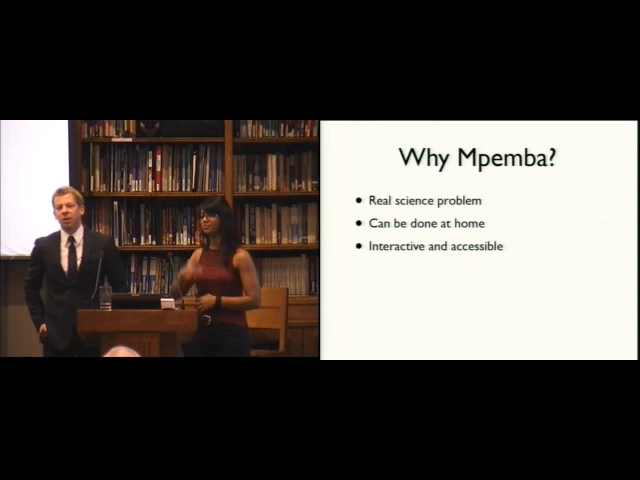 Why Mpemba?
Real science problem
Can be done at home
Interactive and accessible